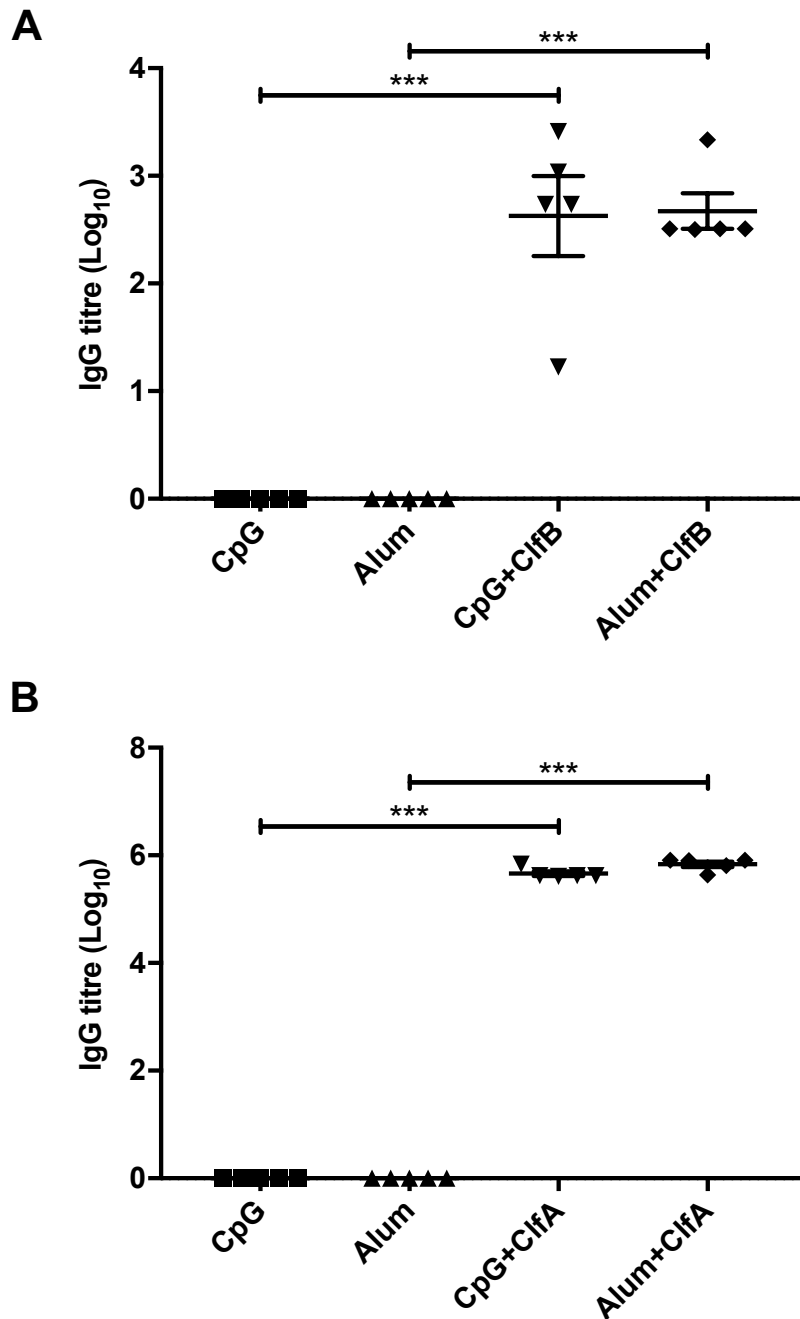 A
***
***
4
3
2
1
0
IgG titre (Log10)
CpG
Alum
CpG+ClfB
Alum+ClfB
B
***
***
8
6
4
2
0
IgG titre (Log10)
CpG
Alum
CpG+ClfA
Alum+ClfA